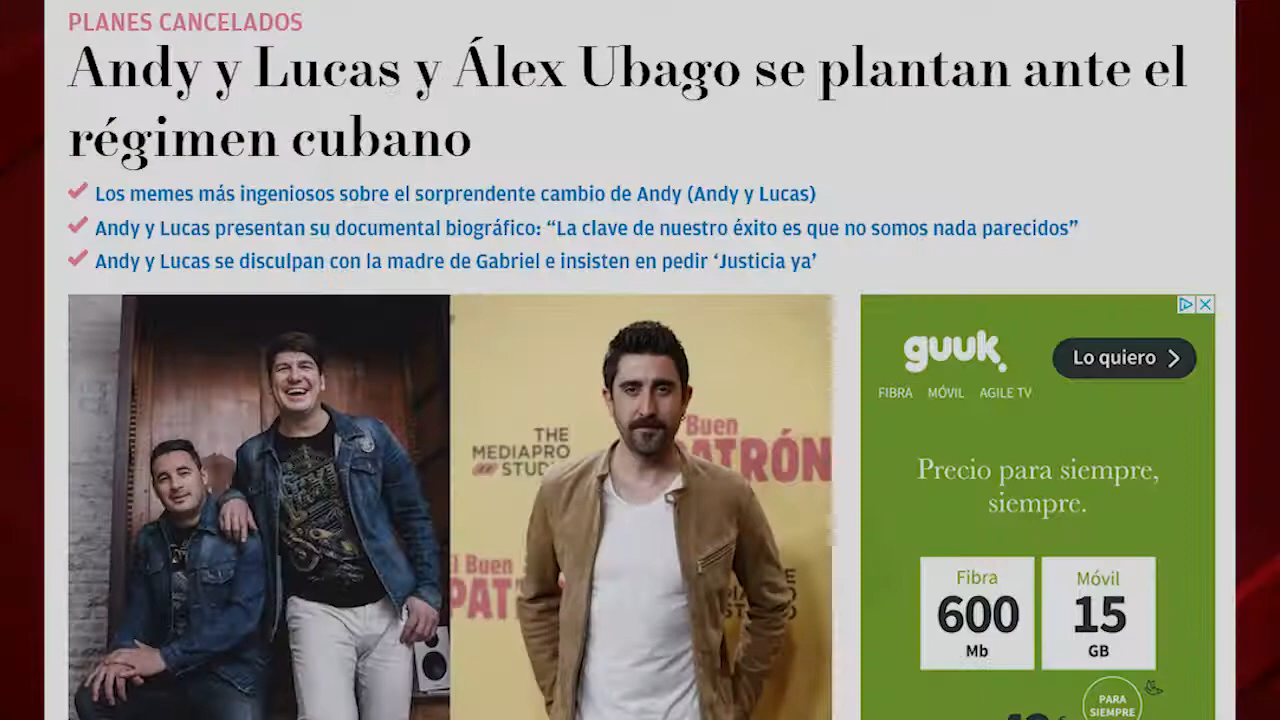 PLANES CANCELADOS
Andy y Lucas y Álex Ubago se plantan ante el
régimen cubano
Los memes más ingeniosos sobre el sorprendente cambio de Andy (Andy y Lucas)
Andy y Lucas presentan su documental biográfico: “La clave de nuestro éxito es que no somos nada parecidos”
Andy y Lucas se disculpan con la madre de Gabriel e insisten en pedir ‘Justicia ya’
THE
MEDIAPRO
STUDIO
Buen
PATRÓN
El Buen
guuk.
Lo quiero
FIBRA MÓVIL AGILE TV
Precio para siempre,
siempre.
Fibra
600
Mb
Móvil
15
GB
PARA
SIEMPRE